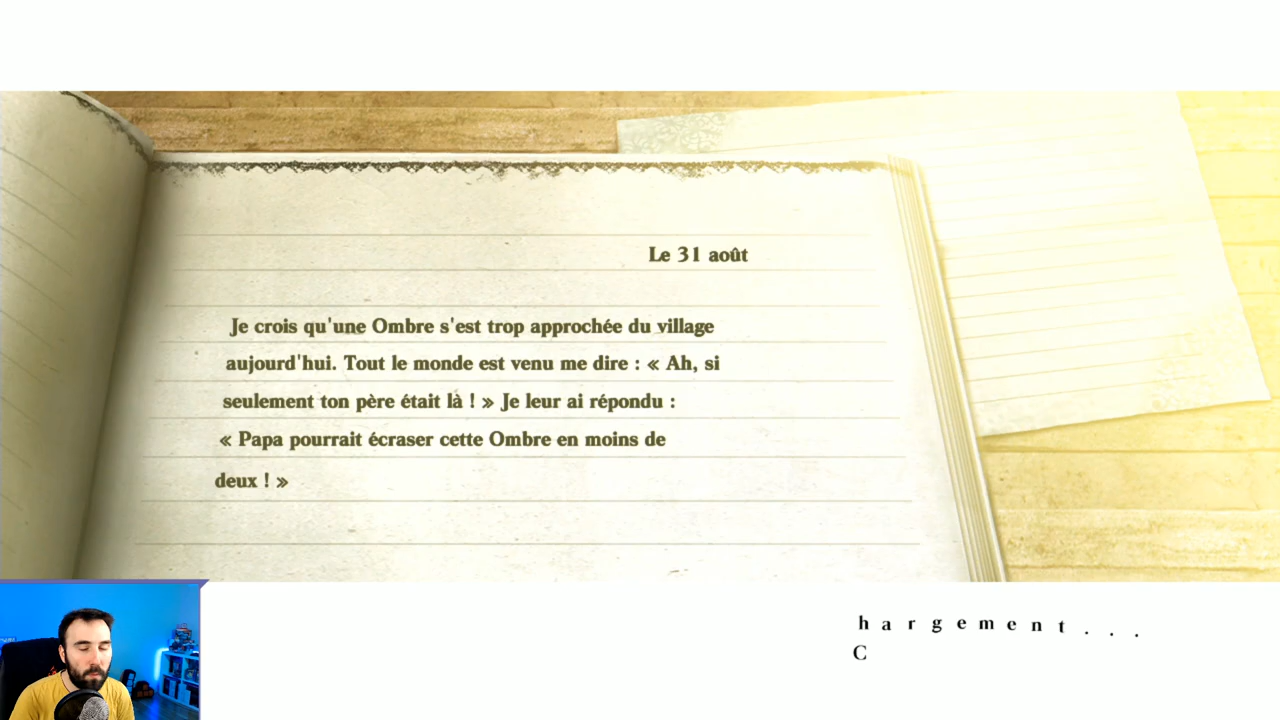 Le 31 août
Je crois qu'une Ombre s'est trop approchée du village
aujourd'hui. Tout le monde est venu me dire : « Ah, si
seulement ton père était là ! » Je leur ai répondu :
« Papa pourrait écraser cette Ombre en moins de
deux ! »
Chargement...